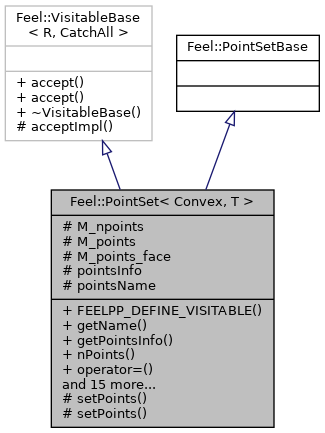 Feel::VisitableBase
< R, CatchAll >
+ accept()
+ accept()
+ ~VisitableBase()
# acceptImpl()
Feel::PointSetBase
Feel::PointSet< Convex, T >
# M_npoints
# M_points
# M_points_face
# pointsInfo
# pointsName
+ FEELPP_DEFINE_VISITABLE()
+ getName()
+ getPointsInfo()
+ nPoints()
+ operator=()
and 15 more...
# setPoints()
# setPoints()